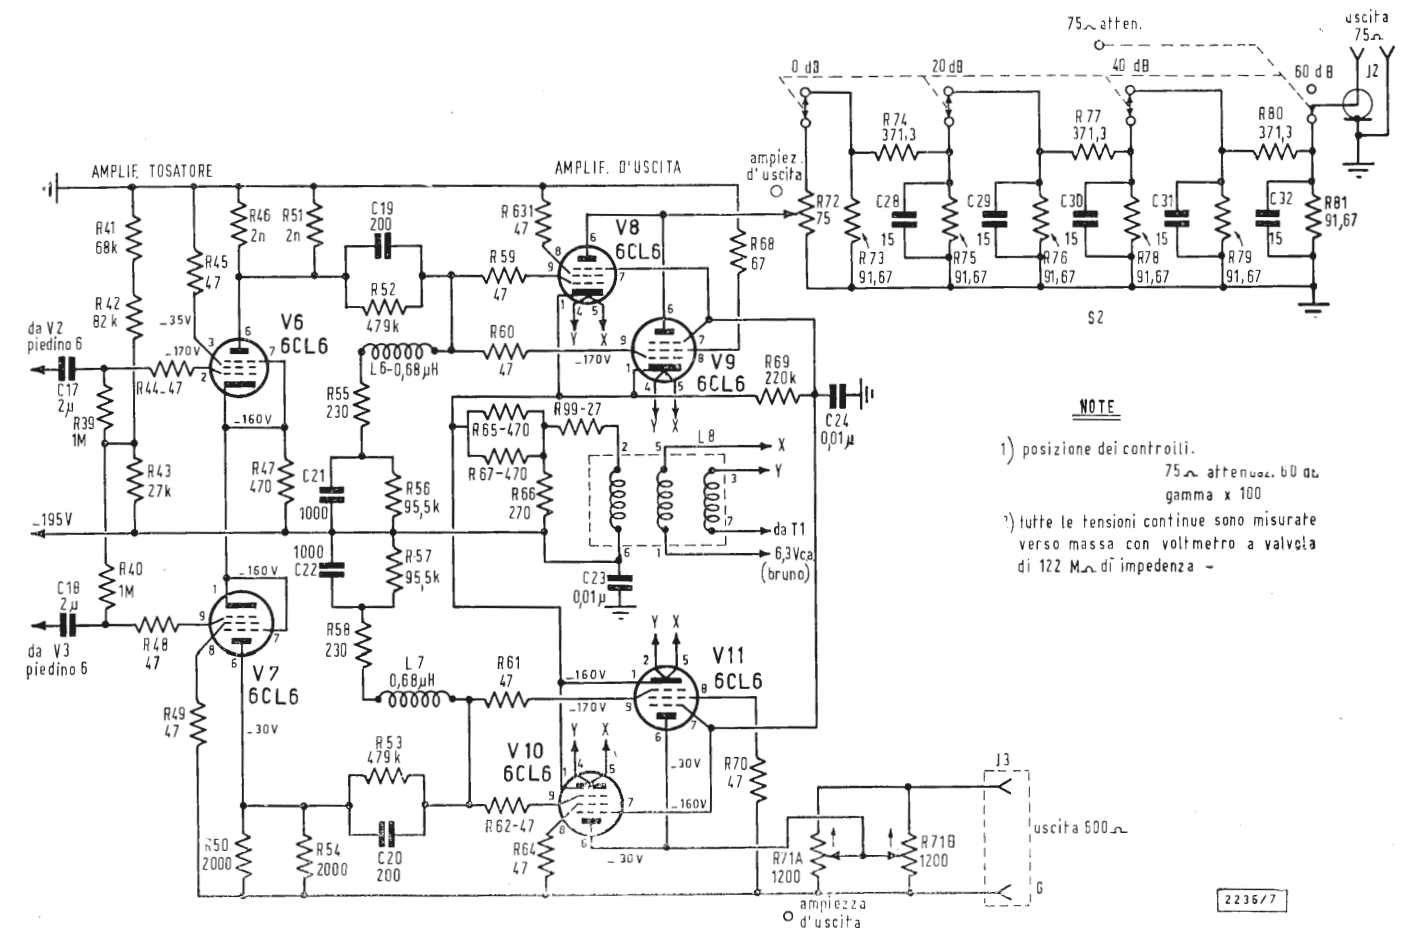 75Ω atten.
uscita
75Ω
J2
0 dB
20 dB
40 dB
60 dB
R74
371,3
R77
371,3
R80
371,3
AMPLIF. TOSATORE
AMPLIF. D'USCITA
ampiez.
d'uscita
R41
68k
R46
2n
R51
2n
C19
200
R631
47
V8
6CL6
R72
75
C28
15
C29
15
C30
15
C31
15
C32
15
R81
91,67
R73
91,67
R75
91,67
R76
91,67
R78
91,67
R79
91,67
S2
R45
47
R59
47
R68
67
R42
82k
R52
479k
_35V
V6
6CL6
da V2
piedino 6
_170V
R60
47
_170V
V9
6CL6
R69
220k
C17
2µ
R44-47
L6-0,68µH
R39
1M
R55
230
_160V
R99-27
R65-470
L8
X
C24
0,01µ
NOTE
R43
27k
R47
470
C21
1000
R56
95,5k
R67-470
R66
270
Y
1) posizione dei controlli.
75Ω attenuaz. 60 db
gamma x 100
_195V
da T1
6,3Vca
(bruno)
tutte le tensioni continue sono misurate
verso massa con voltmetro a valvola
di 122 MΩ di impedenza -
1000
C22
R57
95,5k
R40
1M
_160V
C23
0,01µ
C18
2µ
R48
47
da V3
piedino 6
R58
230
V7
6CL6
L7
0,68µH
R61
47
_160V
_170V
V11
6CL6
R49
47
_30V
R53
479k
V10
6CL6
_30V
R70
47
_160V
J3
R62-47
R50
2000
R54
2000
C20
200
R64
47
_30V
R71A
1200
R71B
1200
uscita 600Ω
G
ampiezza
d'uscita
2236/7